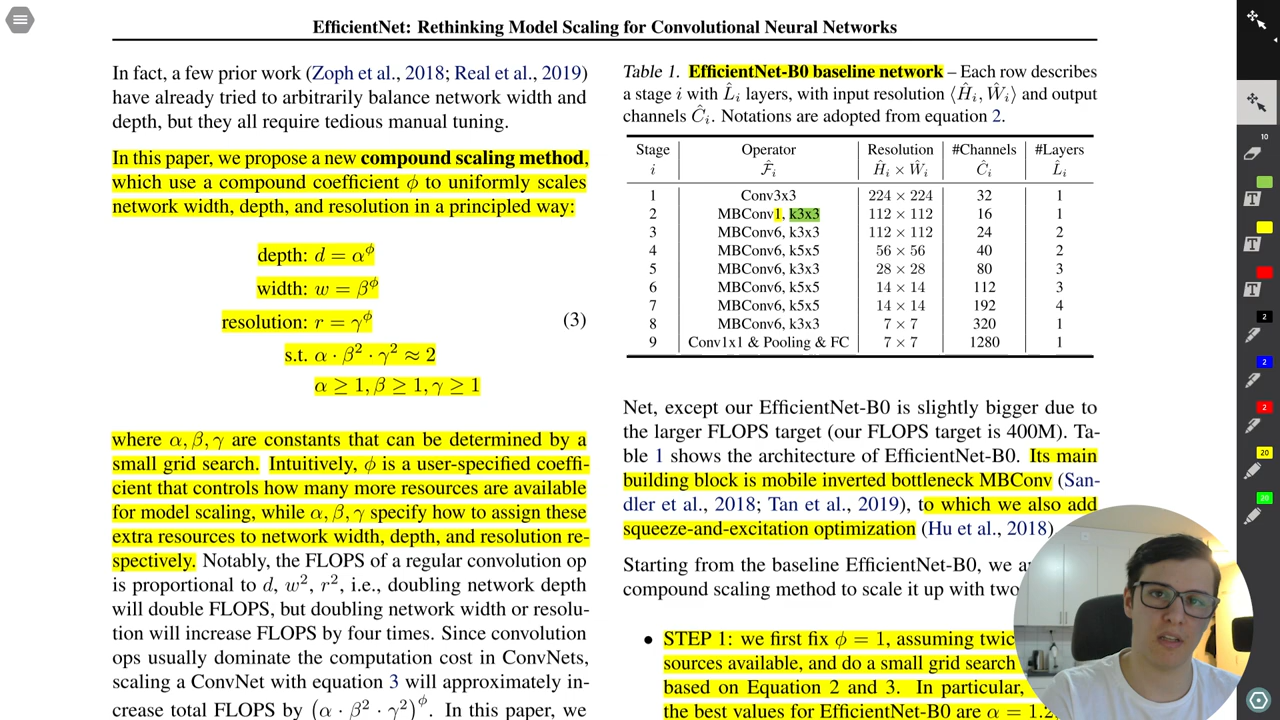 EfficientNet: Rethinking Model Scaling for Convolutional Neural Networks
In fact, a few prior work (Zoph et al., 2018; Real et al., 2019)
have already tried to arbitrarily balance network width and
depth, but they all require tedious manual tuning.
In this paper, we propose a new compound scaling method,
which use a compound coefficient ϕ to uniformly scales
network width, depth, and resolution in a principled way:
depth: d = α^ϕ
width: w = β^ϕ
resolution: r = γ^ϕ
(3)
s.t. α · β² · γ² ≈ 2
α ≥ 1, β ≥ 1, γ ≥ 1
where α, β, γ are constants that can be determined by a
small grid search. Intuitively, ϕ is a user-specified coeffi-
cient that controls how many more resources are available
for model scaling, while α, β, γ specify how to assign these
extra resources to network width, depth, and resolution re-
spectively. Notably, the FLOPS of a regular convolution op
is proportional to d, w², r², i.e., doubling network depth
will double FLOPS, but doubling network width or resolu-
tion will increase FLOPS by four times. Since convolution
ops usually dominate the computation cost in ConvNets,
scaling a ConvNet with equation 3 will approximately in-
crease total FLOPS by (α · β² · γ²)^ϕ. In this paper, we
Table 1. EfficientNet-B0 baseline network – Each row describes
a stage i with L̂ᵢ layers, with input resolution ⟨Ĥᵢ, Ŵᵢ⟩ and output
channels Ĉᵢ. Notations are adopted from equation 2.
Stage Operator Resolution #Channels #Layers
i F̂ᵢ Ĥᵢ × Ŵᵢ Ĉᵢ L̂ᵢ
1 Conv3x3 224 × 224 32 1
2 MBConv1, k3x3 112 × 112 16 1
3 MBConv6, k3x3 112 × 112 24 2
4 MBConv6, k5x5 56 × 56 40 2
5 MBConv6, k3x3 28 × 28 80 3
6 MBConv6, k5x5 14 × 14 112 3
7 MBConv6, k5x5 14 × 14 192 4
8 MBConv6, k3x3 7 × 7 320 1
9 Conv1x1 & Pooling & FC 7 × 7 1280 1
Net, except our EfficientNet-B0 is slightly bigger due to
the larger FLOPS target (our FLOPS target is 400M). Ta-
ble 1 shows the architecture of EfficientNet-B0. Its main
building block is mobile inverted bottleneck MBConv (San-
dler et al., 2018; Tan et al., 2019), to which we also add
squeeze-and-excitation optimization (Hu et al., 2018)
Starting from the baseline EfficientNet-B0, we
compound scaling method to scale it up with two
• STEP 1: we first fix ϕ = 1, assuming
sources available, and do a small grid search
based on Equation 2 and 3. In particular,
the best values for EfficientNet-B0 are α = 1.2
10
T
T
T
2
2
2
20
20